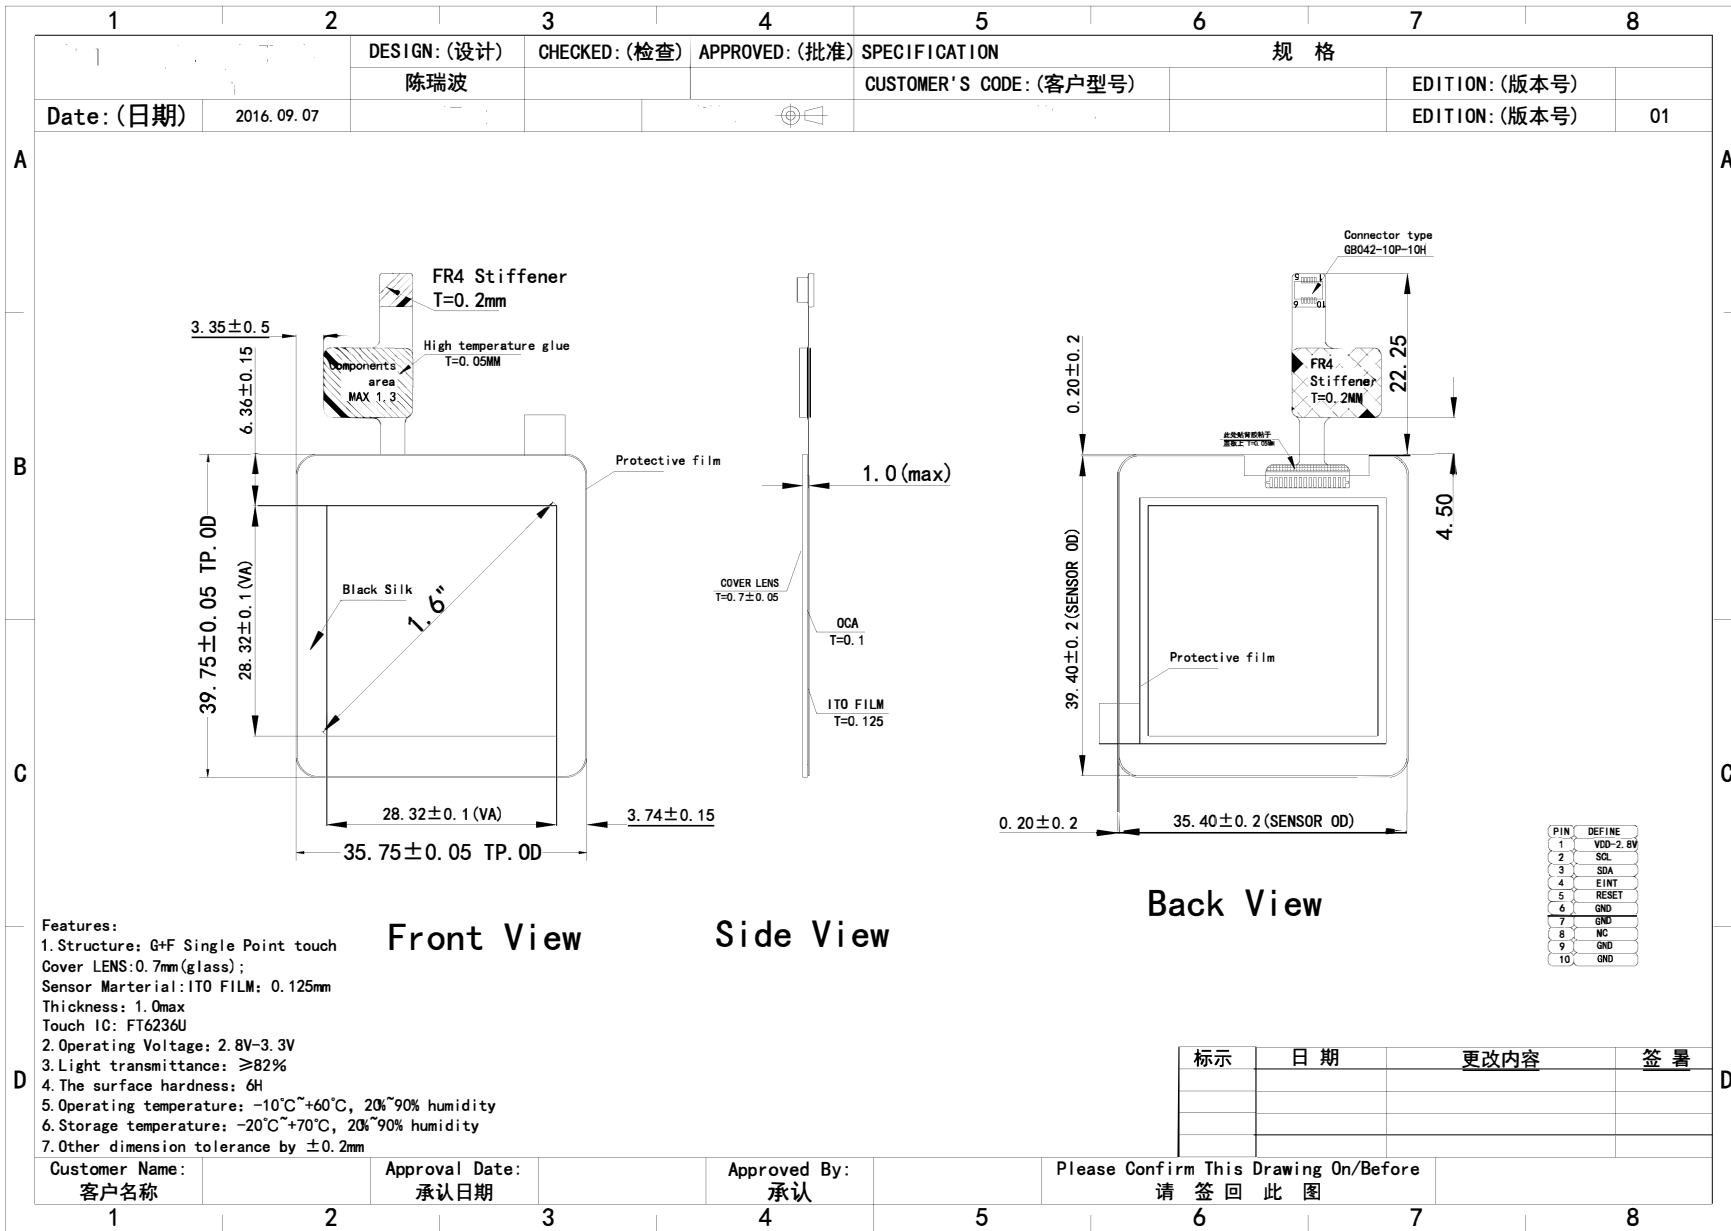 1 2 3 4 5 6 7 8
DESIGN:(设计) CHECKED:(检查) APPROVED:(批准) SPECIFICATION 规 格
陈瑞波 CUSTOMER'S CODE:(客户型号) EDITION:(版本号)
Date:(日期) 2016.09.07 EDITION:(版本号) 01
A A
B
C C
D D
FR4 Stiffener
T=0.2mm
3.35±0.5
High temperature glue
T=0.05MM
Components
area
MAX 1.3
6.36±0.15
Protective film
39.75±0.05 TP.OD
28.32±0.1(VA)
Black Silk
1.6"
28.32±0.1(VA)
3.74±0.15
35.75±0.05 TP.OD
Front View
1.0(max)
COVER LENS
T=0.7±0.05
OCA
T=0.1
ITO FILM
T=0.125
Side View
Connector type
GB042-10P-10H
5 1
6 10
0.20±0.2
FR4
Stiffener
T=0.2MM
22.25
4.50
39.40±0.2(SENSOR OD)
Protective film
0.20±0.2
35.40±0.2(SENSOR OD)
Back View
PIN DEFINE
1 VDD-2.8V
2 SCL
3 SDA
4 EINT
5 RESET
6 GND
7 GND
8 NC
9 GND
10 GND
Features:
1.Structure: G+F Single Point touch
Cover LENS:0.7mm(glass);
Sensor Marterial:ITO FILM: 0.125mm
Thickness: 1.0max
Touch IC: FT6236U
2.Operating Voltage: 2.8V-3.3V
3.Light transmittance: ≥82%
4.The surface hardness: 6H
5.Operating temperature: -10℃~+60℃, 20%~90% humidity
6.Storage temperature: -20℃~+70℃, 20%~90% humidity
7.Other dimension tolerance by ±0.2mm
标示 日 期 更改内容 签 署
Customer Name: Approval Date: Approved By: Please Confirm This Drawing On/Before
客户名称 承认日期 承认 请 签 回 此 图
1 2 3 4 5 6 7 8